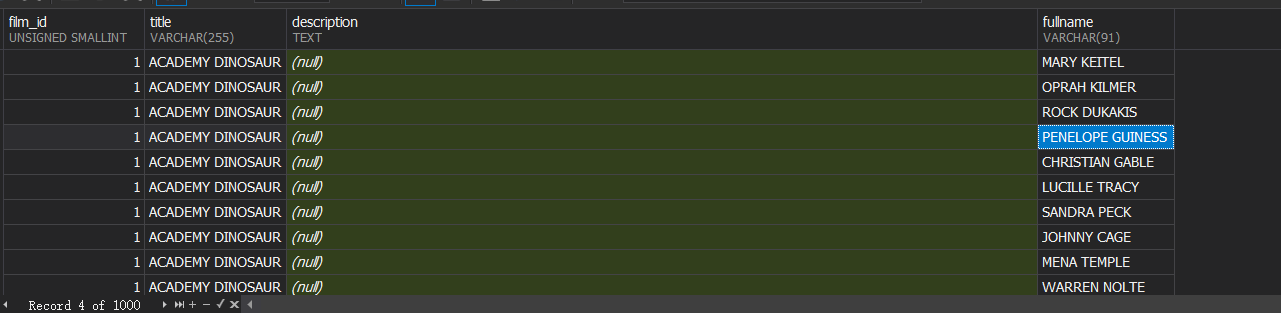 film_id title description fullname
UNSIGNED SMALLINT VARCHAR(255) TEXT VARCHAR(91)
1 ACADEMY DINOSAUR (null) MARY KEITEL
1 ACADEMY DINOSAUR (null) OPRAH KILMER
1 ACADEMY DINOSAUR (null) ROCK DUKAKIS
1 ACADEMY DINOSAUR (null) PENELOPE GUINESS
1 ACADEMY DINOSAUR (null) CHRISTIAN GABLE
1 ACADEMY DINOSAUR (null) LUCILLE TRACY
1 ACADEMY DINOSAUR (null) SANDRA PECK
1 ACADEMY DINOSAUR (null) JOHNNY CAGE
1 ACADEMY DINOSAUR (null) MENA TEMPLE
1 ACADEMY DINOSAUR (null) WARREN NOLTE
Record 4 of 1000